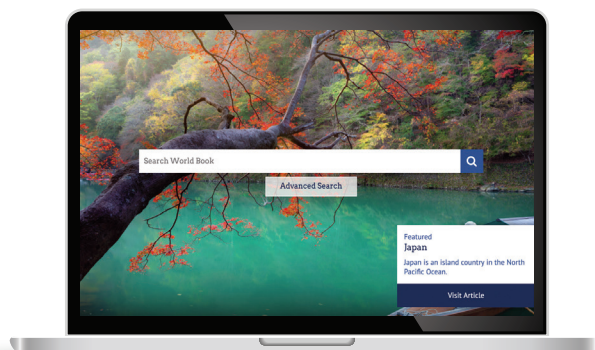 Search World Book
Advanced Search
Featured
Japan
Japan is an island country in the North
Pacific Ocean.
Visit Article